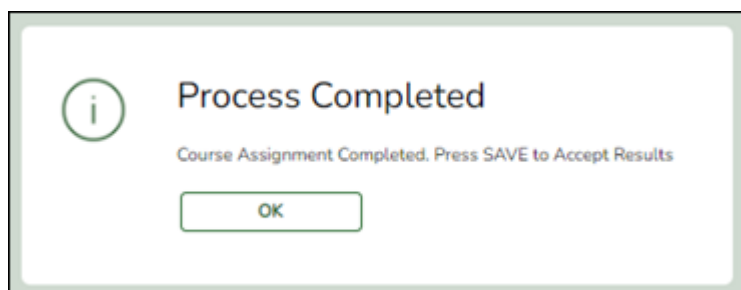 Process Completed
Course Assignment Completed. Press SAVE to Accept Results
OK